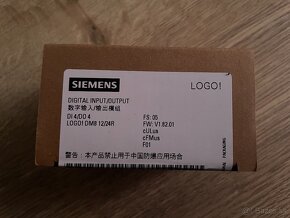 SIEMENS
LOGO!
DIGITAL INPUT/OUTPUT
数字输入/输出模组
DI 4/DO 4
FS: 05
LOGO! DM8 12/24R
FW: V1.82.01
cULus
cFMus
F01
警告：本产品禁止用于中国防爆应用场合